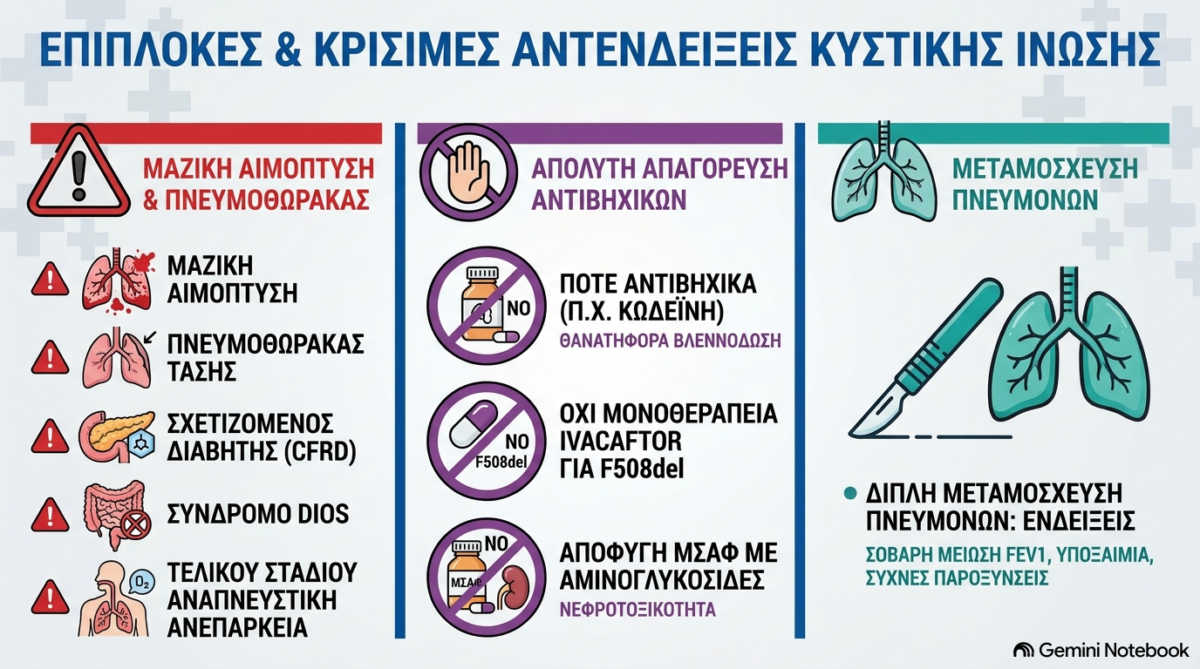 ΕΠΙΠΛΟΚΕΣ & ΚΡΙΣΙΜΕΣ ΑΝΤΕΝΔΕΙΞΕΙΣ ΚΥΣΤΙΚΗΣ ΙΝΩΣΗΣ
ΜΑΖΙΚΗ ΑΙΜΟΠΤΥΣΗ
& ΠΝΕΥΜΟΘΩΡΑΚΑΣ
ΜΑΖΙΚΗ
ΑΙΜΟΠΤΥΣΗ
ΠΝΕΥΜΟΘΩΡΑΚΑΣ
ΤΑΣΗΣ
ΣΧΕΤΙΖΟΜΕΝΟΣ
ΔΙΑΒΗΤΗΣ (CFRD)
ΣΥΝΔΡΟΜΟ DIOS
O₂
ΤΕΛΙΚΟΥ ΣΤΑΔΙΟΥ
ΑΝΑΠΝΕΥΣΤΙΚΗ
ΑΝΕΠΑΡΚΕΙΑ
ΑΠΟΛΥΤΗ ΑΠΑΓΟΡΕΥΣΗ
ΑΝΤΙΒΗΧΙΚΩΝ
NO
ΠΟΤΕ ΑΝΤΙΒΗΧΙΚΑ
(Π.Χ. ΚΩΔΕΪΝΗ)
ΘΑΝΑΤΗΦΟΡΑ ΒΛΕΝΝΟΔΩΣΗ
NO
F508del
ΟΧΙ ΜΟΝΟΘΕΡΑΠΕΙΑ
IVACAFTOR
ΓΙΑ F508del
NO
ΜΣΑΦ
ΑΠΟΦΥΓΗ ΜΣΑΦ ΜΕ
ΑΜΙΝΟΓΛΥΚΟΣΙΔΕΣ
ΝΕΦΡΟΤΟΞΙΚΟΤΗΤΑ
ΜΕΤΑΜΟΣΧΕΥΣΗ
ΠΝΕΥΜΟΝΩΝ
• ΔΙΠΛΗ ΜΕΤΑΜΟΣΧΕΥΣΗ
ΠΝΕΥΜΟΝΩΝ: ΕΝΔΕΙΞΕΙΣ
ΣΟΒΑΡΗ ΜΕΙΩΣΗ FEV1, ΥΠΟΞΑΙΜΙΑ,
ΣΥΧΝΕΣ ΠΑΡΟΞΥΝΣΕΙΣ
Gemini Notebook